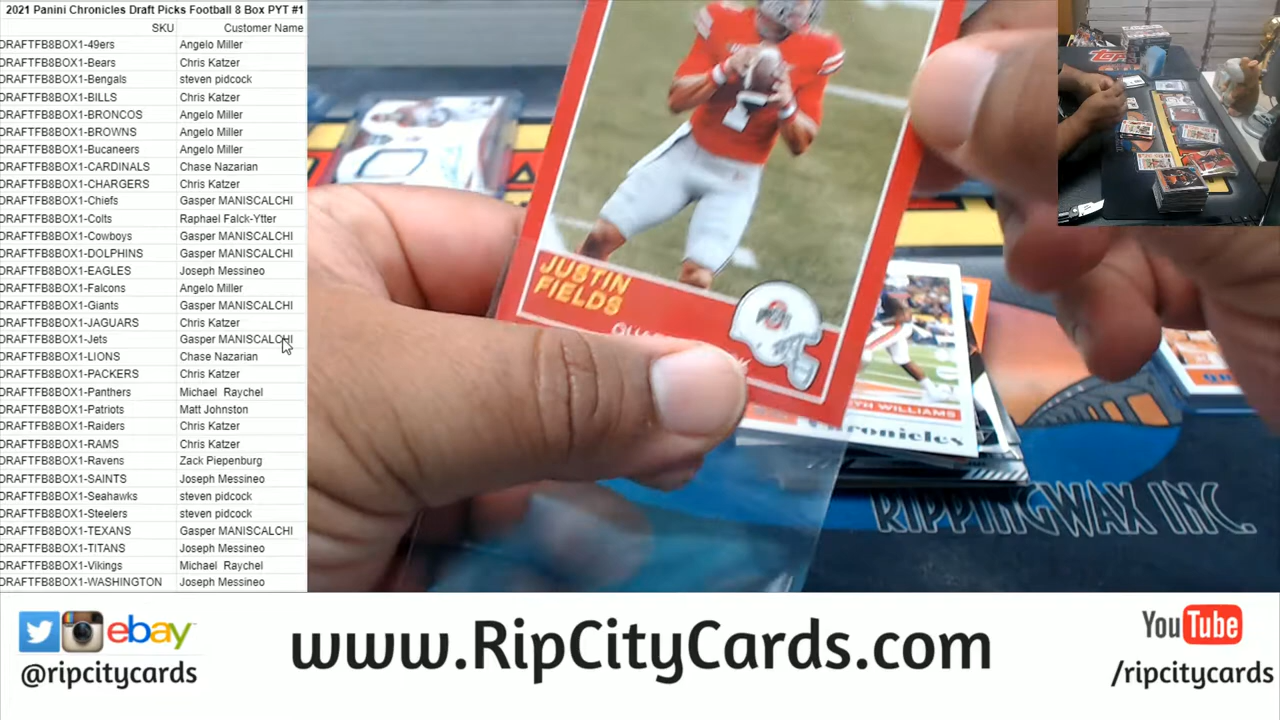 2021 Panini Chronicles Draft Picks Football 8 Box PYT #1
SKU Customer Name
DRAFTFB8BOX1-49ers Angelo Miller
DRAFTFB8BOX1-Bears Chris Katzer
DRAFTFB8BOX1-Bengals steven pidcock
DRAFTFB8BOX1-BILLS Chris Katzer
DRAFTFB8BOX1-BRONCOS Angelo Miller
DRAFTFB8BOX1-BROWNS Angelo Miller
DRAFTFB8BOX1-Bucaneers Angelo Miller
DRAFTFB8BOX1-CARDINALS Chase Nazarian
DRAFTFB8BOX1-CHARGERS Chris Katzer
DRAFTFB8BOX1-Chiefs Gasper MANISCALCHI
DRAFTFB8BOX1-Colts Raphael Falck-Ytter
DRAFTFB8BOX1-Cowboys Gasper MANISCALCHI
DRAFTFB8BOX1-DOLPHINS Gasper MANISCALCHI
DRAFTFB8BOX1-EAGLES Joseph Messineo
DRAFTFB8BOX1-Falcons Angelo Miller
DRAFTFB8BOX1-Giants Gasper MANISCALCHI
DRAFTFB8BOX1-JAGUARS Chris Katzer
DRAFTFB8BOX1-Jets Gasper MANISCALCHI
DRAFTFB8BOX1-LIONS Chase Nazarian
DRAFTFB8BOX1-PACKERS Chris Katzer
DRAFTFB8BOX1-Panthers Michael Raychel
DRAFTFB8BOX1-Patriots Matt Johnston
DRAFTFB8BOX1-Raiders Chris Katzer
DRAFTFB8BOX1-RAMS Chris Katzer
DRAFTFB8BOX1-Ravens Zack Piepenburg
DRAFTFB8BOX1-SAINTS Joseph Messineo
DRAFTFB8BOX1-Seahawks steven pidcock
DRAFTFB8BOX1-Steelers steven pidcock
DRAFTFB8BOX1-TEXANS Gasper MANISCALCHI
DRAFTFB8BOX1-TITANS Joseph Messineo
DRAFTFB8BOX1-Vikings Michael Raychel
DRAFTFB8BOX1-WASHINGTON Joseph Messineo
7
JUSTIN
FIELDS
WILLIAMS
RIPPINGWAX INC.
ebay
@ripcitycards
www.RipCityCards.com
YouTube
/ripcitycards